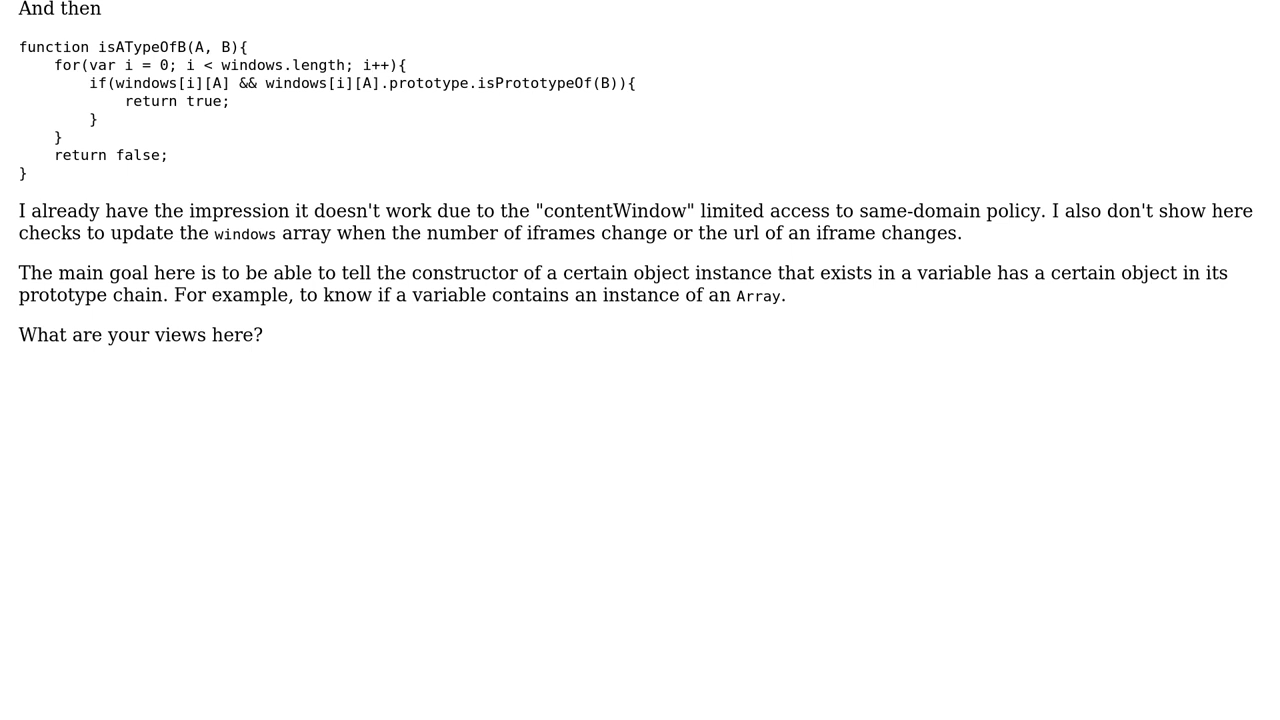 And then
function isATypeOfB(A, B){
    for(var i = 0; i < windows.length; i++){
        if(windows[i][A] && windows[i][A].prototype.isPrototypeOf(B)){
            return true;
        }
    }
    return false;
}
I already have the impression it doesn't work due to the "contentWindow" limited access to same-domain policy. I also don't show here
checks to update the windows array when the number of iframes change or the url of an iframe changes.
The main goal here is to be able to tell the constructor of a certain object instance that exists in a variable has a certain object in its
prototype chain. For example, to know if a variable contains an instance of an Array.
What are your views here?